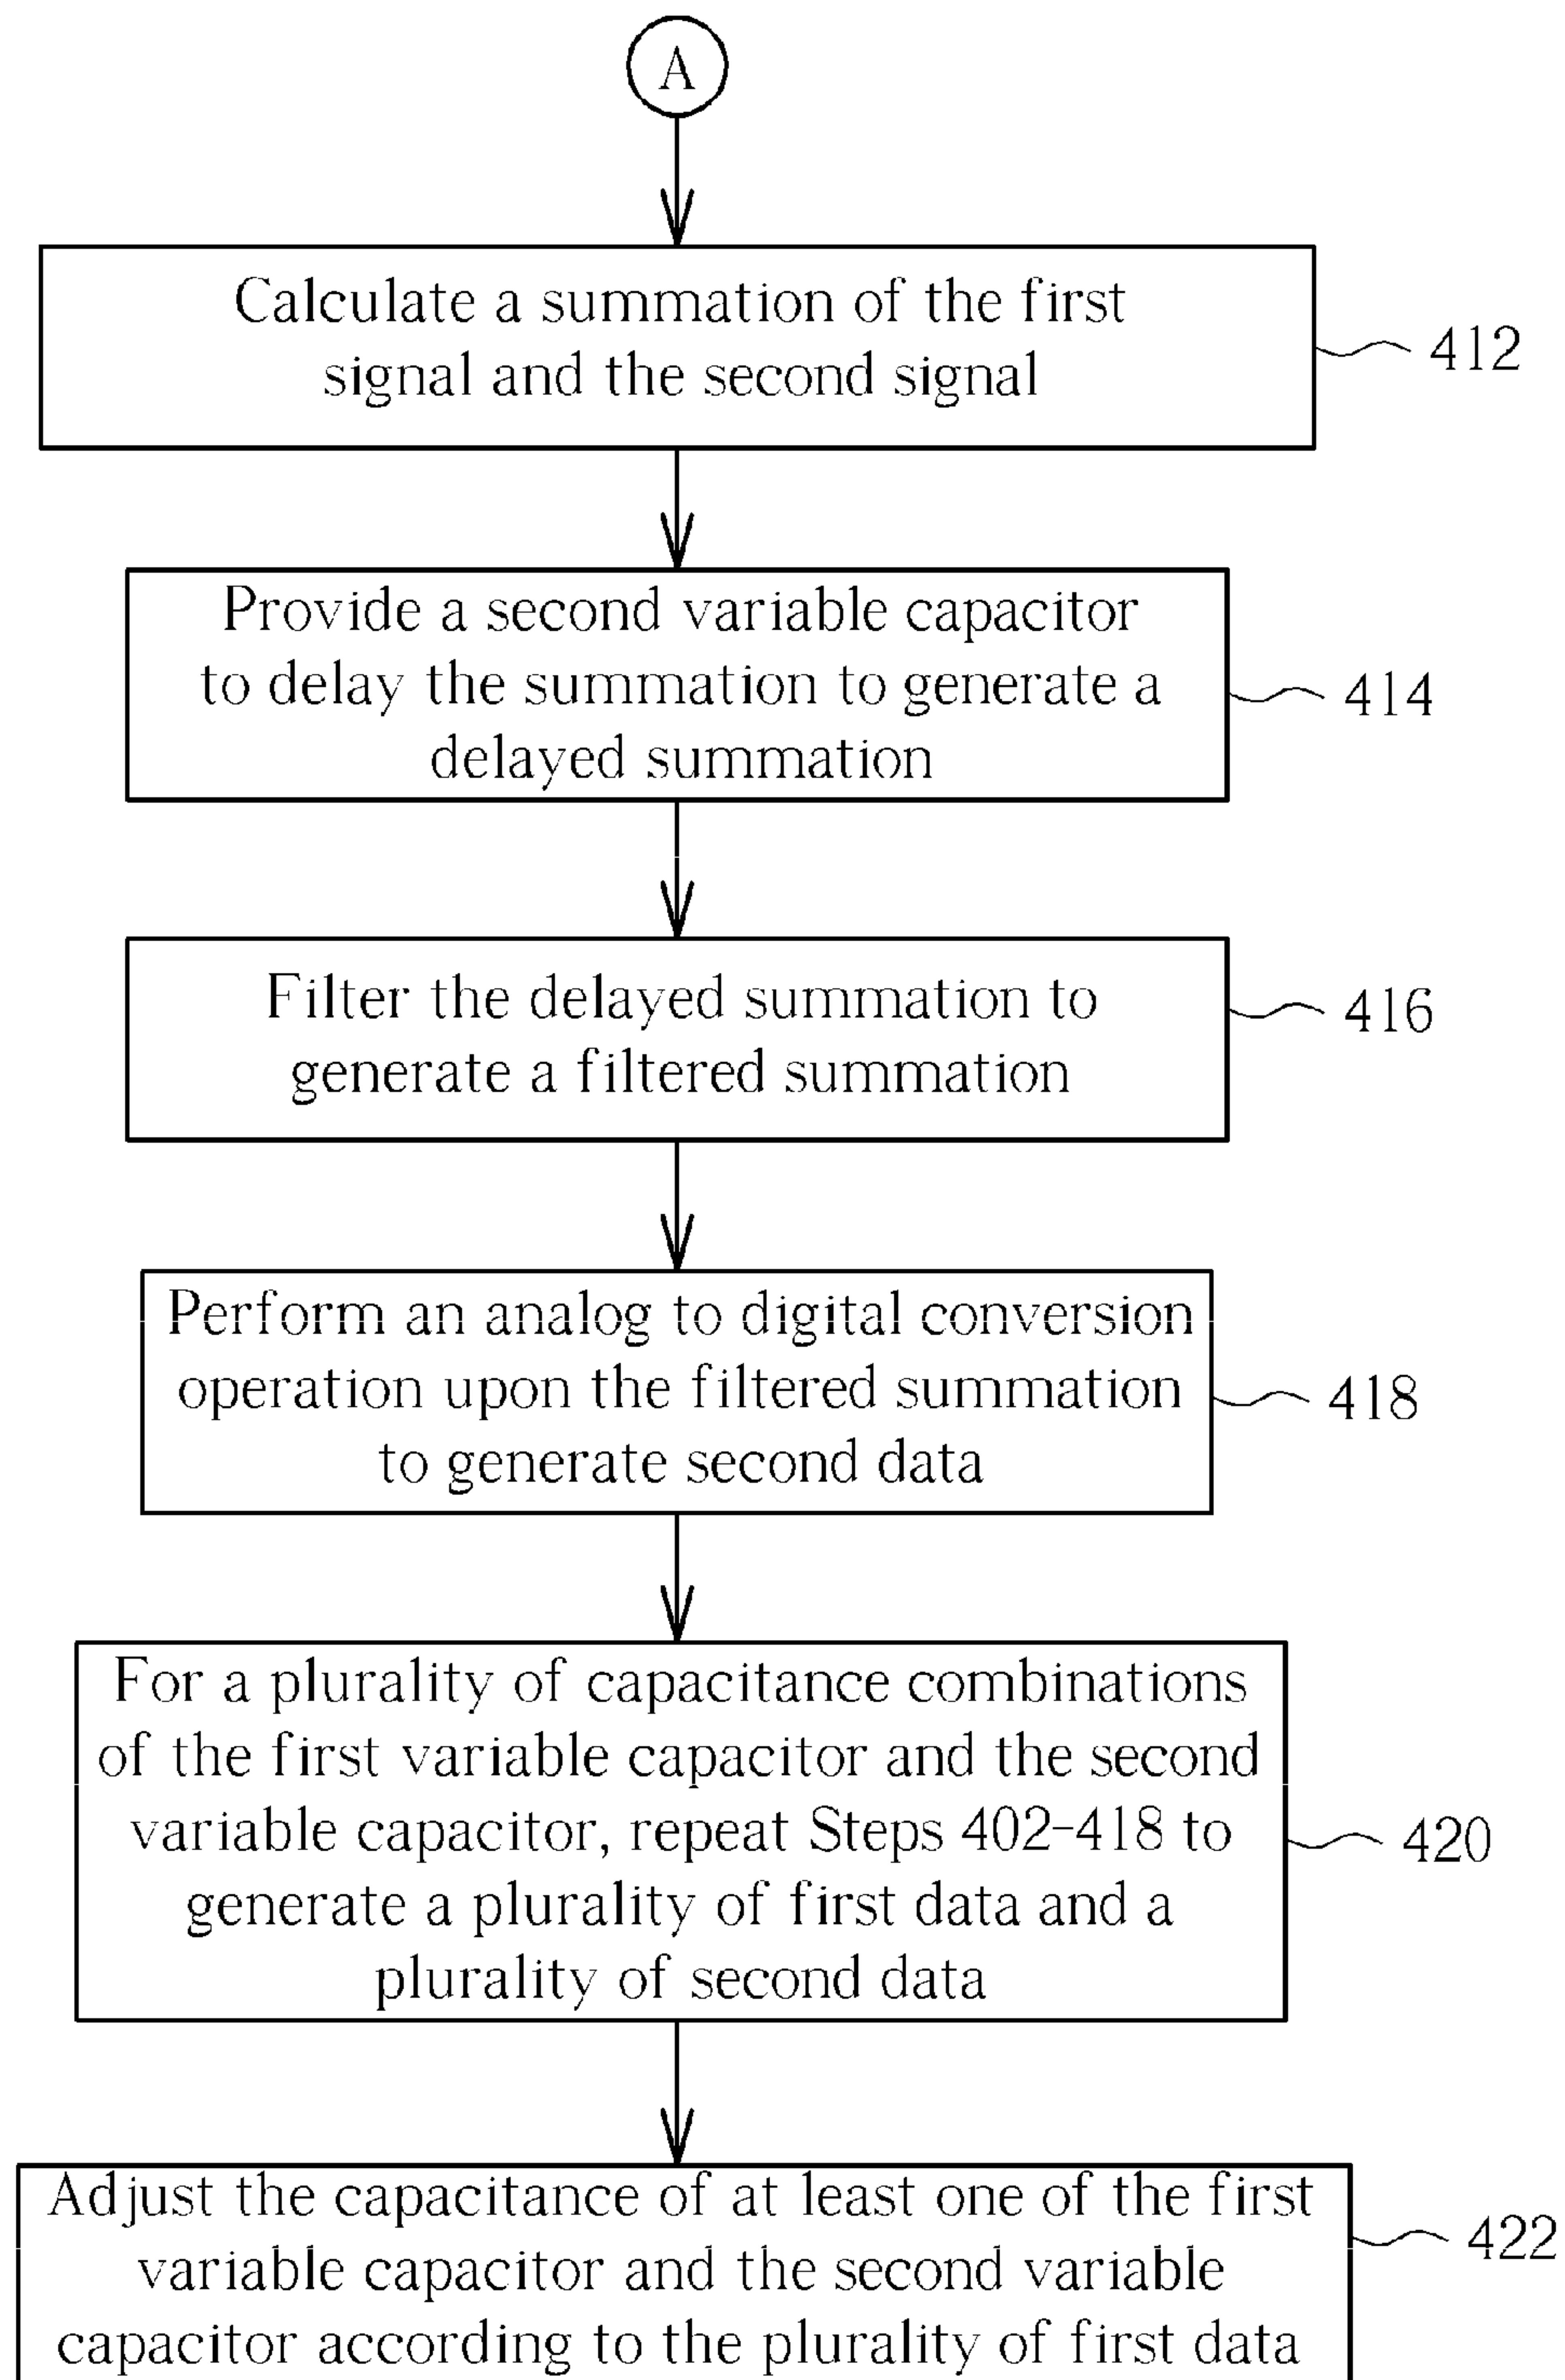 A
Calculate a summation of the first
signal and the second signal
412
Provide a second variable capacitor
to delay the summation to generate a
delayed summation
414
Filter the delayed summation to
generate a filtered summation
416
Perform an analog to digital conversion
operation upon the filtered summation
to generate second data
418
For a plurality of capacitance combinations
of the first variable capacitor and the second
variable capacitor, repeat Steps 402-418 to
generate a plurality of first data and a
plurality of second data
420
Adjust the capacitance of at least one of the first
variable capacitor and the second variable
capacitor according to the plurality of first data
422